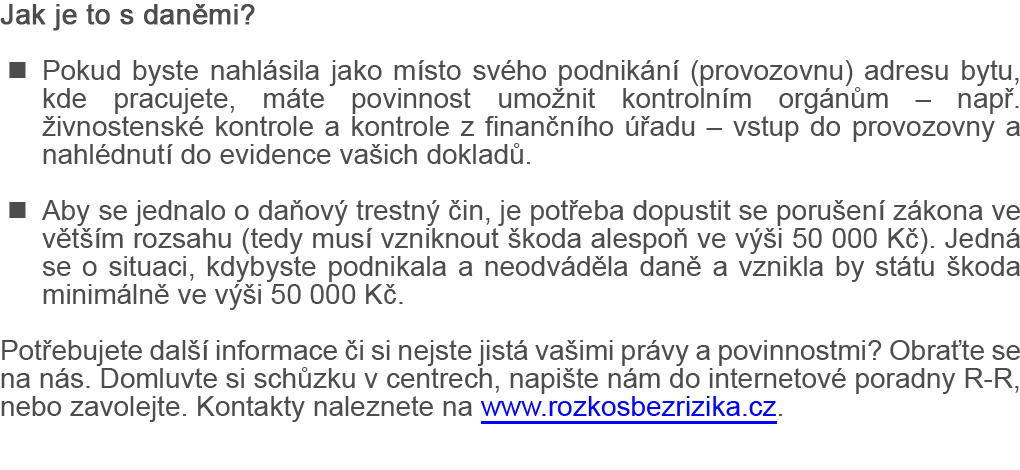 Jak je to s daněmi?
■ Pokud byste nahlásila jako místo svého podnikání (provozovnu) adresu bytu,
kde pracujete, máte povinnost umožnit kontrolním orgánům – např.
živnostenské kontrole a kontrole z finančního úřadu – vstup do provozovny a
nahlédnutí do evidence vašich dokladů.
■ Aby se jednalo o daňový trestný čin, je potřeba dopustit se porušení zákona ve
větším rozsahu (tedy musí vzniknout škoda alespoň ve výši 50 000 Kč). Jedná
se o situaci, kdybyste podnikala a neodváděla daně a vznikla by státu škoda
minimálně ve výši 50 000 Kč.
Potřebujete další informace či si nejste jistá vašimi právy a povinnostmi? Obraťte se
na nás. Domluvte si schůzku v centrech, napište nám do internetové poradny R-R,
nebo zavolejte. Kontakty naleznete na www.rozkosbezrizika.cz.